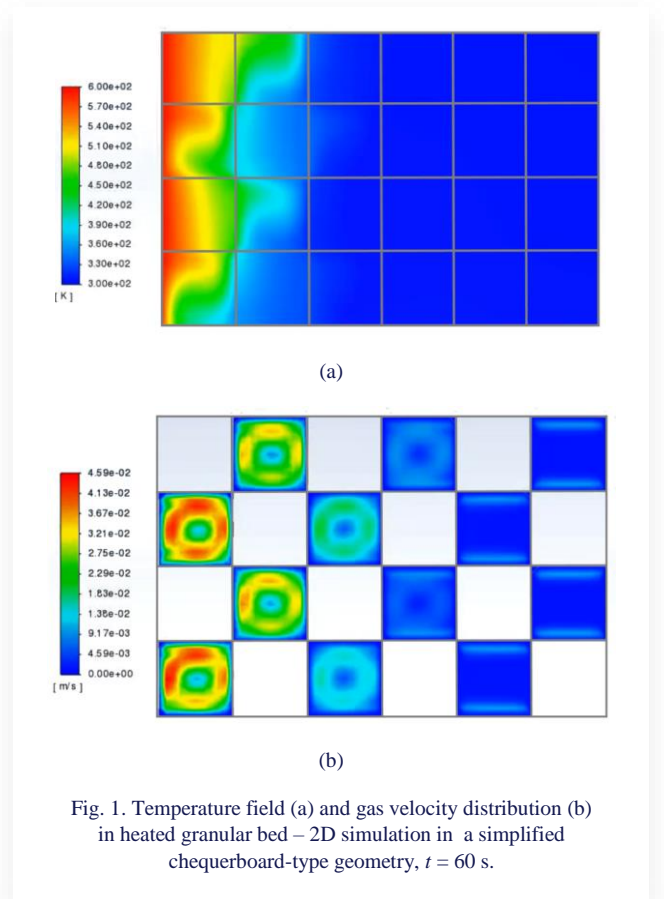 6.00e+02
5.70e+02
5.40e+02
5.10e+02
4.80e+02
4.50e+02
4.20e+02
3.90e+02
3.60e+02
3.30e+02
3.00e+02
[ K ]
(a)
4.59e-02
4.13e-02
3.67e-02
3.21e-02
2.75e-02
2.29e-02
1.83e-02
1.38e-02
9.17e-03
4.59e-03
0.00e+00
[ m/s ]
(b)
Fig. 1. Temperature field (a) and gas velocity distribution (b)
in heated granular bed – 2D simulation in a simplified
chequerboard-type geometry, t = 60 s.